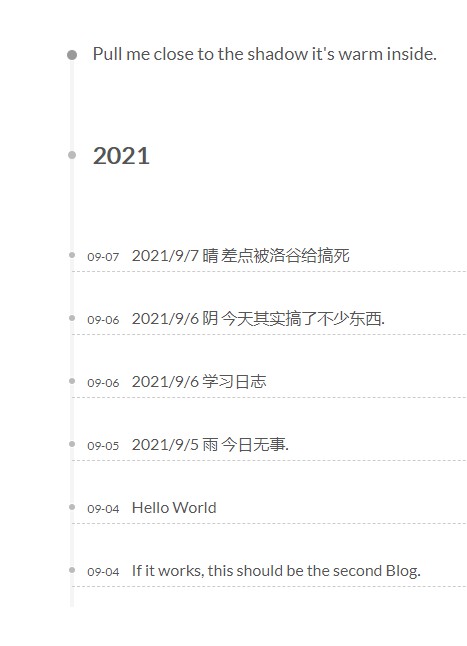 Pull me close to the shadow it's warm inside.
2021
09-07 2021/9/7 晴 差点被洛谷给搞死
09-06 2021/9/6 阴 今天其实搞了不少东西.
09-06 2021/9/6 学习日志
09-05 2021/9/5 雨 今日无事.
09-04 Hello World
09-04 If it works, this should be the second Blog.